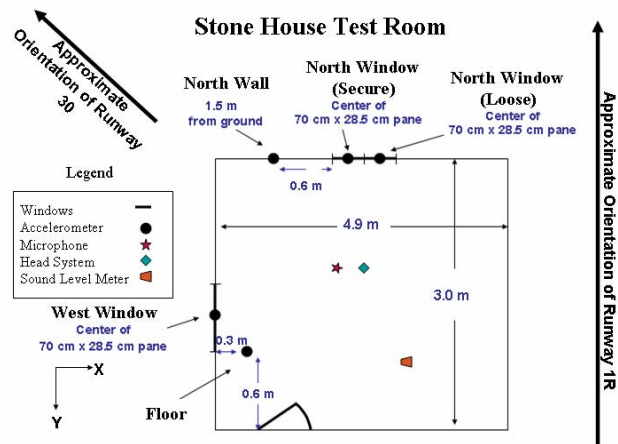 Stone House Test Room
Approximate
Orientation of Runway
30
North Wall
1.5 m
from ground
North Window
(Secure)
Center of
70 cm x 28.5 cm pane
North Window
(Loose)
Center of
70 cm x 28.5 cm pane
Approximate Orientation of Runway 1R
Legend
Windows
Accelerometer
Microphone
Head System
Sound Level Meter
0.6 m
4.9 m
3.0 m
West Window
Center of
70 cm x 28.5 cm pane
0.3 m
0.6 m
X
Y
Floor